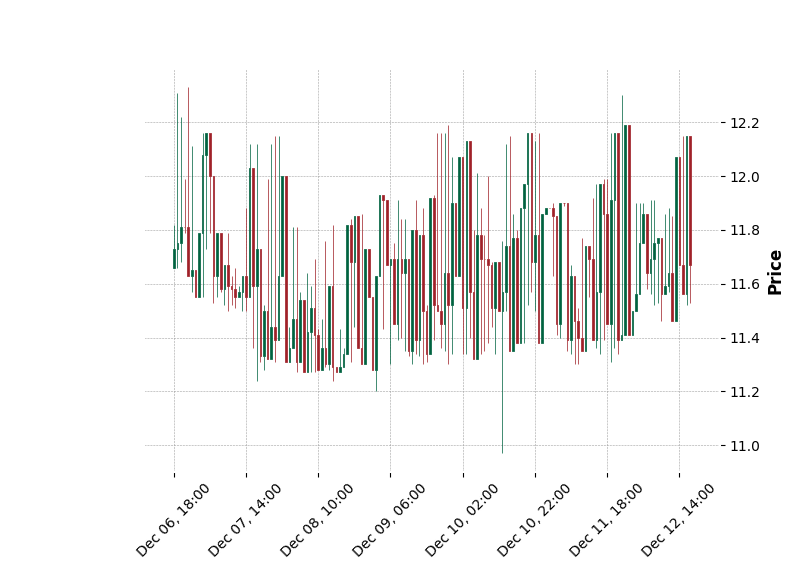 12.2
12.0
11.8
11.6
11.4
11.2
11.0
Price
Dec 06, 18:00
Dec 07, 14:00
Dec 08, 10:00
Dec 09, 06:00
Dec 10, 02:00
Dec 10, 22:00
Dec 11, 18:00
Dec 12, 14:00